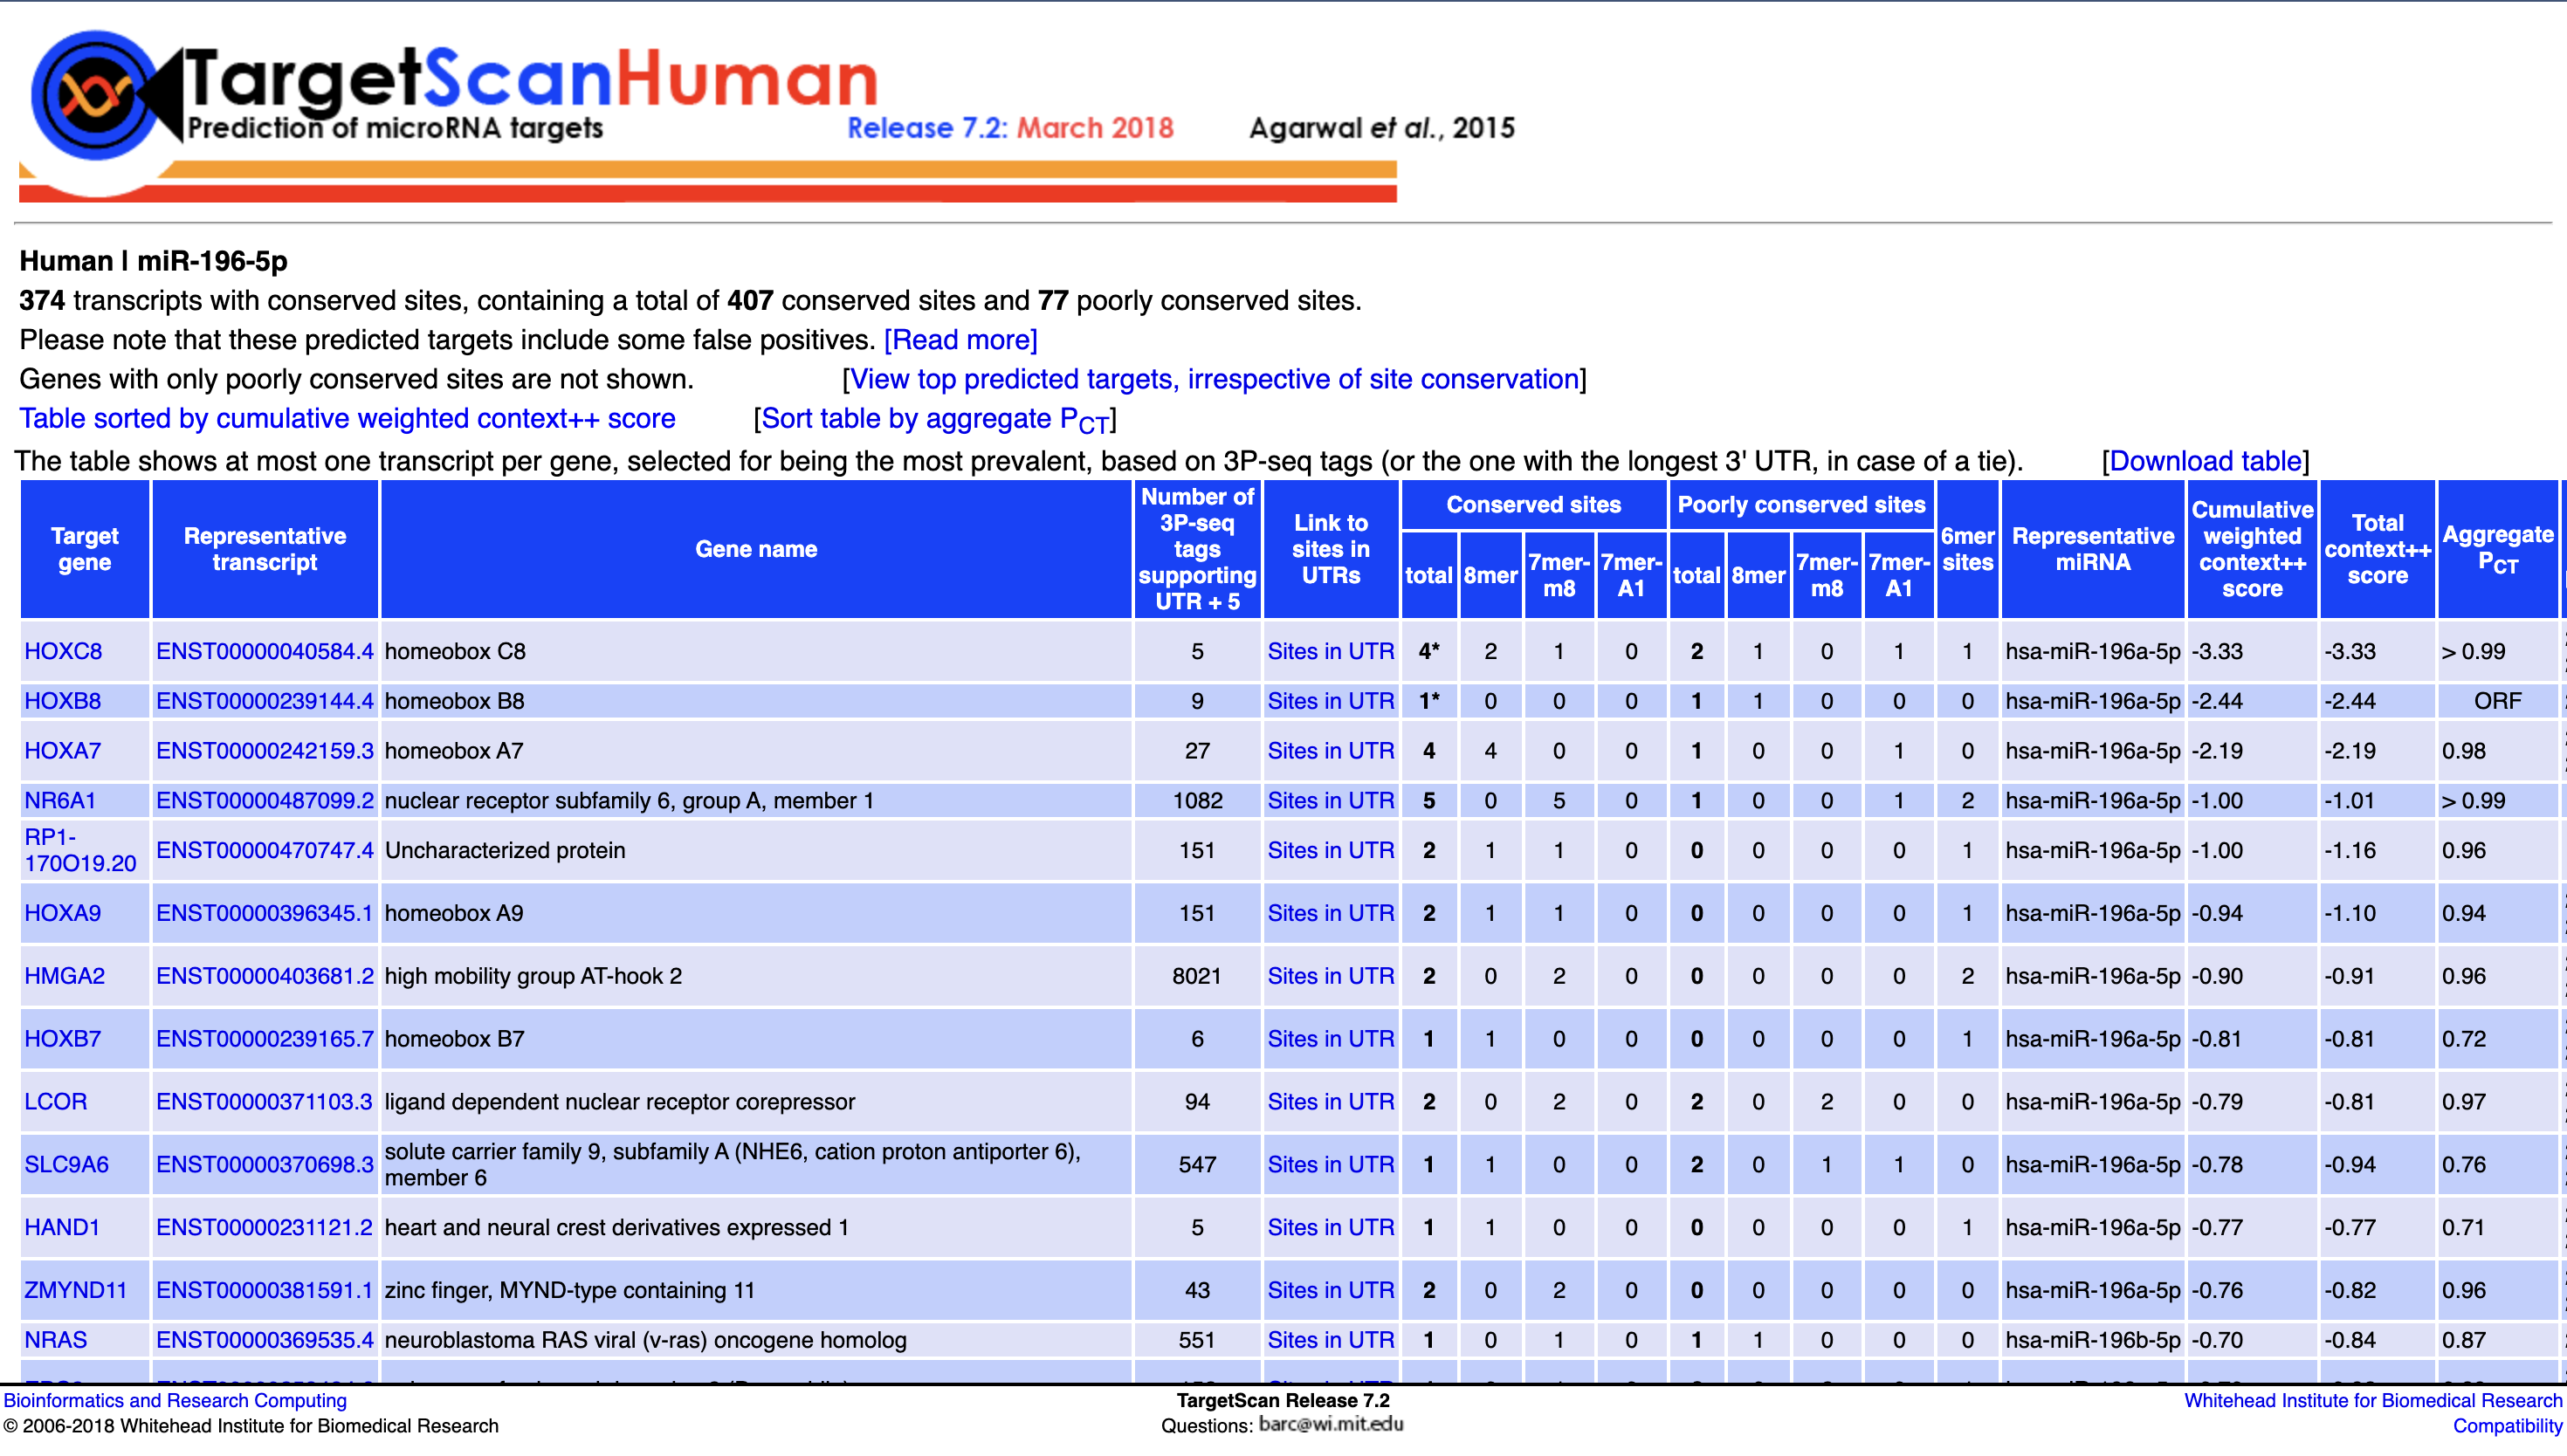 TargetScanHuman
Prediction of microRNA targets Release 7.2: March 2018 Agarwal et al., 2015
Human | miR-196-5p
374 transcripts with conserved sites, containing a total of 407 conserved sites and 77 poorly conserved sites.
Please note that these predicted targets include some false positives. [Read more]
Genes with only poorly conserved sites are not shown. [View top predicted targets, irrespective of site conservation]
Table sorted by cumulative weighted context++ score [Sort table by aggregate PCT]
The table shows at most one transcript per gene, selected for being the most prevalent, based on 3P-seq tags (or the one with the longest 3' UTR, in case of a tie). [Download table]
Target gene Representative transcript Gene name Number of 3P-seq tags supporting UTR + 5 Link to sites in UTRs Conserved sites Poorly conserved sites 6mer sites Representative miRNA Cumulative weighted context++ score Total context++ score Aggregate PCT
total 8mer 7mer-m8 7mer-A1 total 8mer 7mer-m8 7mer-A1
HOXC8 ENST00000040584.4 homeobox C8 5 Sites in UTR 4* 2 1 0 2 1 0 1 1 hsa-miR-196a-5p -3.33 -3.33 > 0.99
HOXB8 ENST00000239144.4 homeobox B8 9 Sites in UTR 1* 0 0 0 1 1 0 0 0 hsa-miR-196a-5p -2.44 -2.44 ORF
HOXA7 ENST00000242159.3 homeobox A7 27 Sites in UTR 4 4 0 0 1 0 0 1 0 hsa-miR-196a-5p -2.19 -2.19 0.98
NR6A1 ENST00000487099.2 nuclear receptor subfamily 6, group A, member 1 1082 Sites in UTR 5 0 5 0 1 0 0 1 2 hsa-miR-196a-5p -1.00 -1.01 > 0.99
RP1-170O19.20 ENST00000470747.4 Uncharacterized protein 151 Sites in UTR 2 1 1 0 0 0 0 0 1 hsa-miR-196a-5p -1.00 -1.16 0.96
HOXA9 ENST00000396345.1 homeobox A9 151 Sites in UTR 2 1 1 0 0 0 0 0 1 hsa-miR-196a-5p -0.94 -1.10 0.94
HMGA2 ENST00000403681.2 high mobility group AT-hook 2 8021 Sites in UTR 2 0 2 0 0 0 0 0 2 hsa-miR-196a-5p -0.90 -0.91 0.96
HOXB7 ENST00000239165.7 homeobox B7 6 Sites in UTR 1 1 0 0 0 0 0 0 1 hsa-miR-196a-5p -0.81 -0.81 0.72
LCOR ENST00000371103.3 ligand dependent nuclear receptor corepressor 94 Sites in UTR 2 0 2 0 2 0 2 0 0 hsa-miR-196a-5p -0.79 -0.81 0.97
SLC9A6 ENST00000370698.3 solute carrier family 9, subfamily A (NHE6, cation proton antiporter 6), member 6 547 Sites in UTR 1 1 0 0 2 0 1 1 0 hsa-miR-196a-5p -0.78 -0.94 0.76
HAND1 ENST00000231121.2 heart and neural crest derivatives expressed 1 5 Sites in UTR 1 1 0 0 0 0 0 0 1 hsa-miR-196a-5p -0.77 -0.77 0.71
ZMYND11 ENST00000381591.1 zinc finger, MYND-type containing 11 43 Sites in UTR 2 0 2 0 0 0 0 0 0 hsa-miR-196a-5p -0.76 -0.82 0.96
NRAS ENST00000369535.4 neuroblastoma RAS viral (v-ras) oncogene homolog 551 Sites in UTR 1 0 1 0 1 1 0 0 0 hsa-miR-196b-5p -0.70 -0.84 0.87
Bioinformatics and Research Computing TargetScan Release 7.2 Whitehead Institute for Biomedical Research
© 2006-2018 Whitehead Institute for Biomedical Research Questions: barc@wi.mit.edu Compatibility